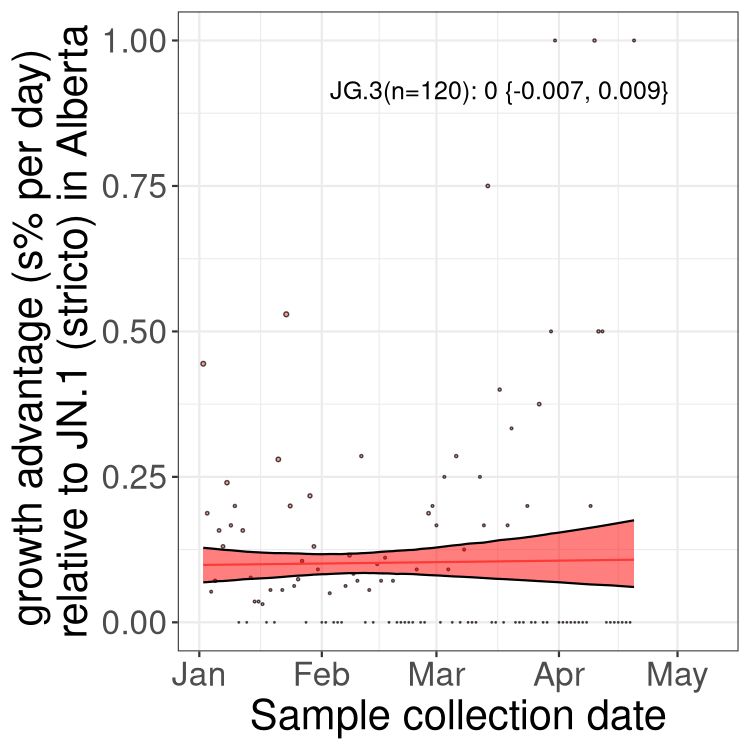 growth advantage (s% per day)
relative to JN.1 (stricto) in Alberta
1.00
0.75
0.50
0.25
0.00
JG.3(n=120): 0 {-0.007, 0.009}
Jan Feb Mar Apr May
Sample collection date